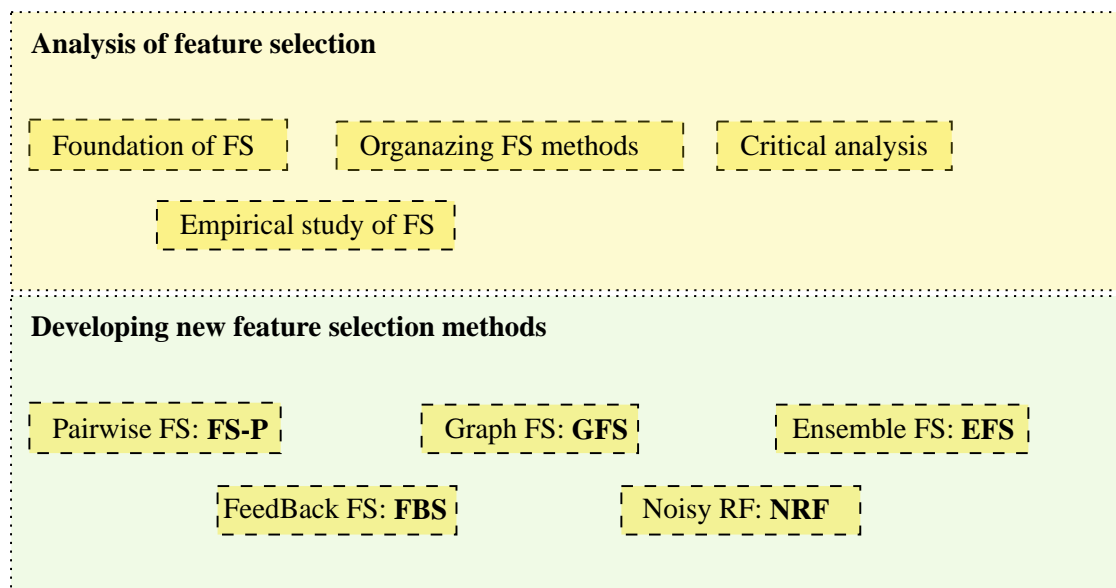 Analysis of feature selection
Foundation of FS
Organazing FS methods
Critical analysis
Empirical study of FS
Developing new feature selection methods
Pairwise FS: FS-P
Graph FS: GFS
Ensemble FS: EFS
FeedBack FS: FBS
Noisy RF: NRF